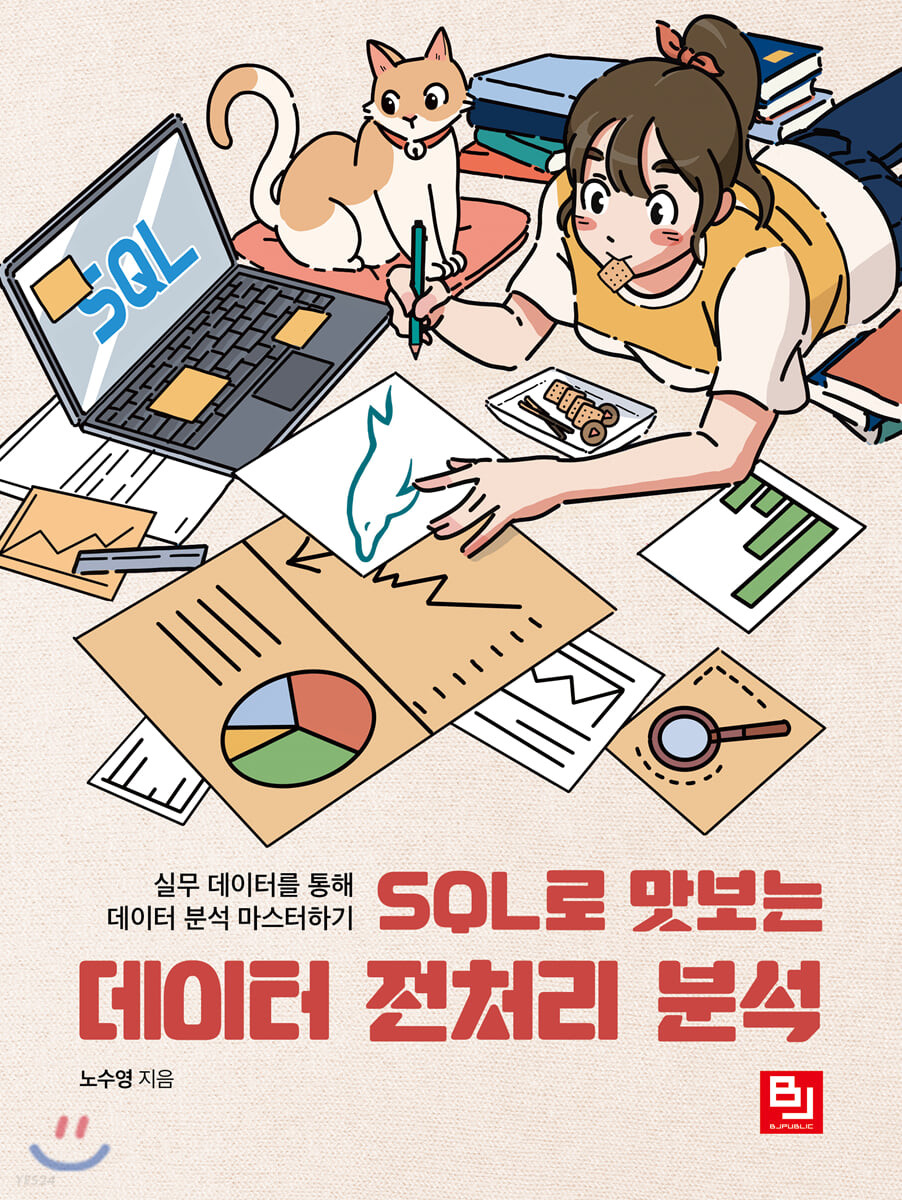 SQL
실무 데이터를 통해
데이터 분석 마스터하기
SQL로 맛보는
데이터 전처리 분석
노수영 지음
BJ
BJPUBLIC
YES24